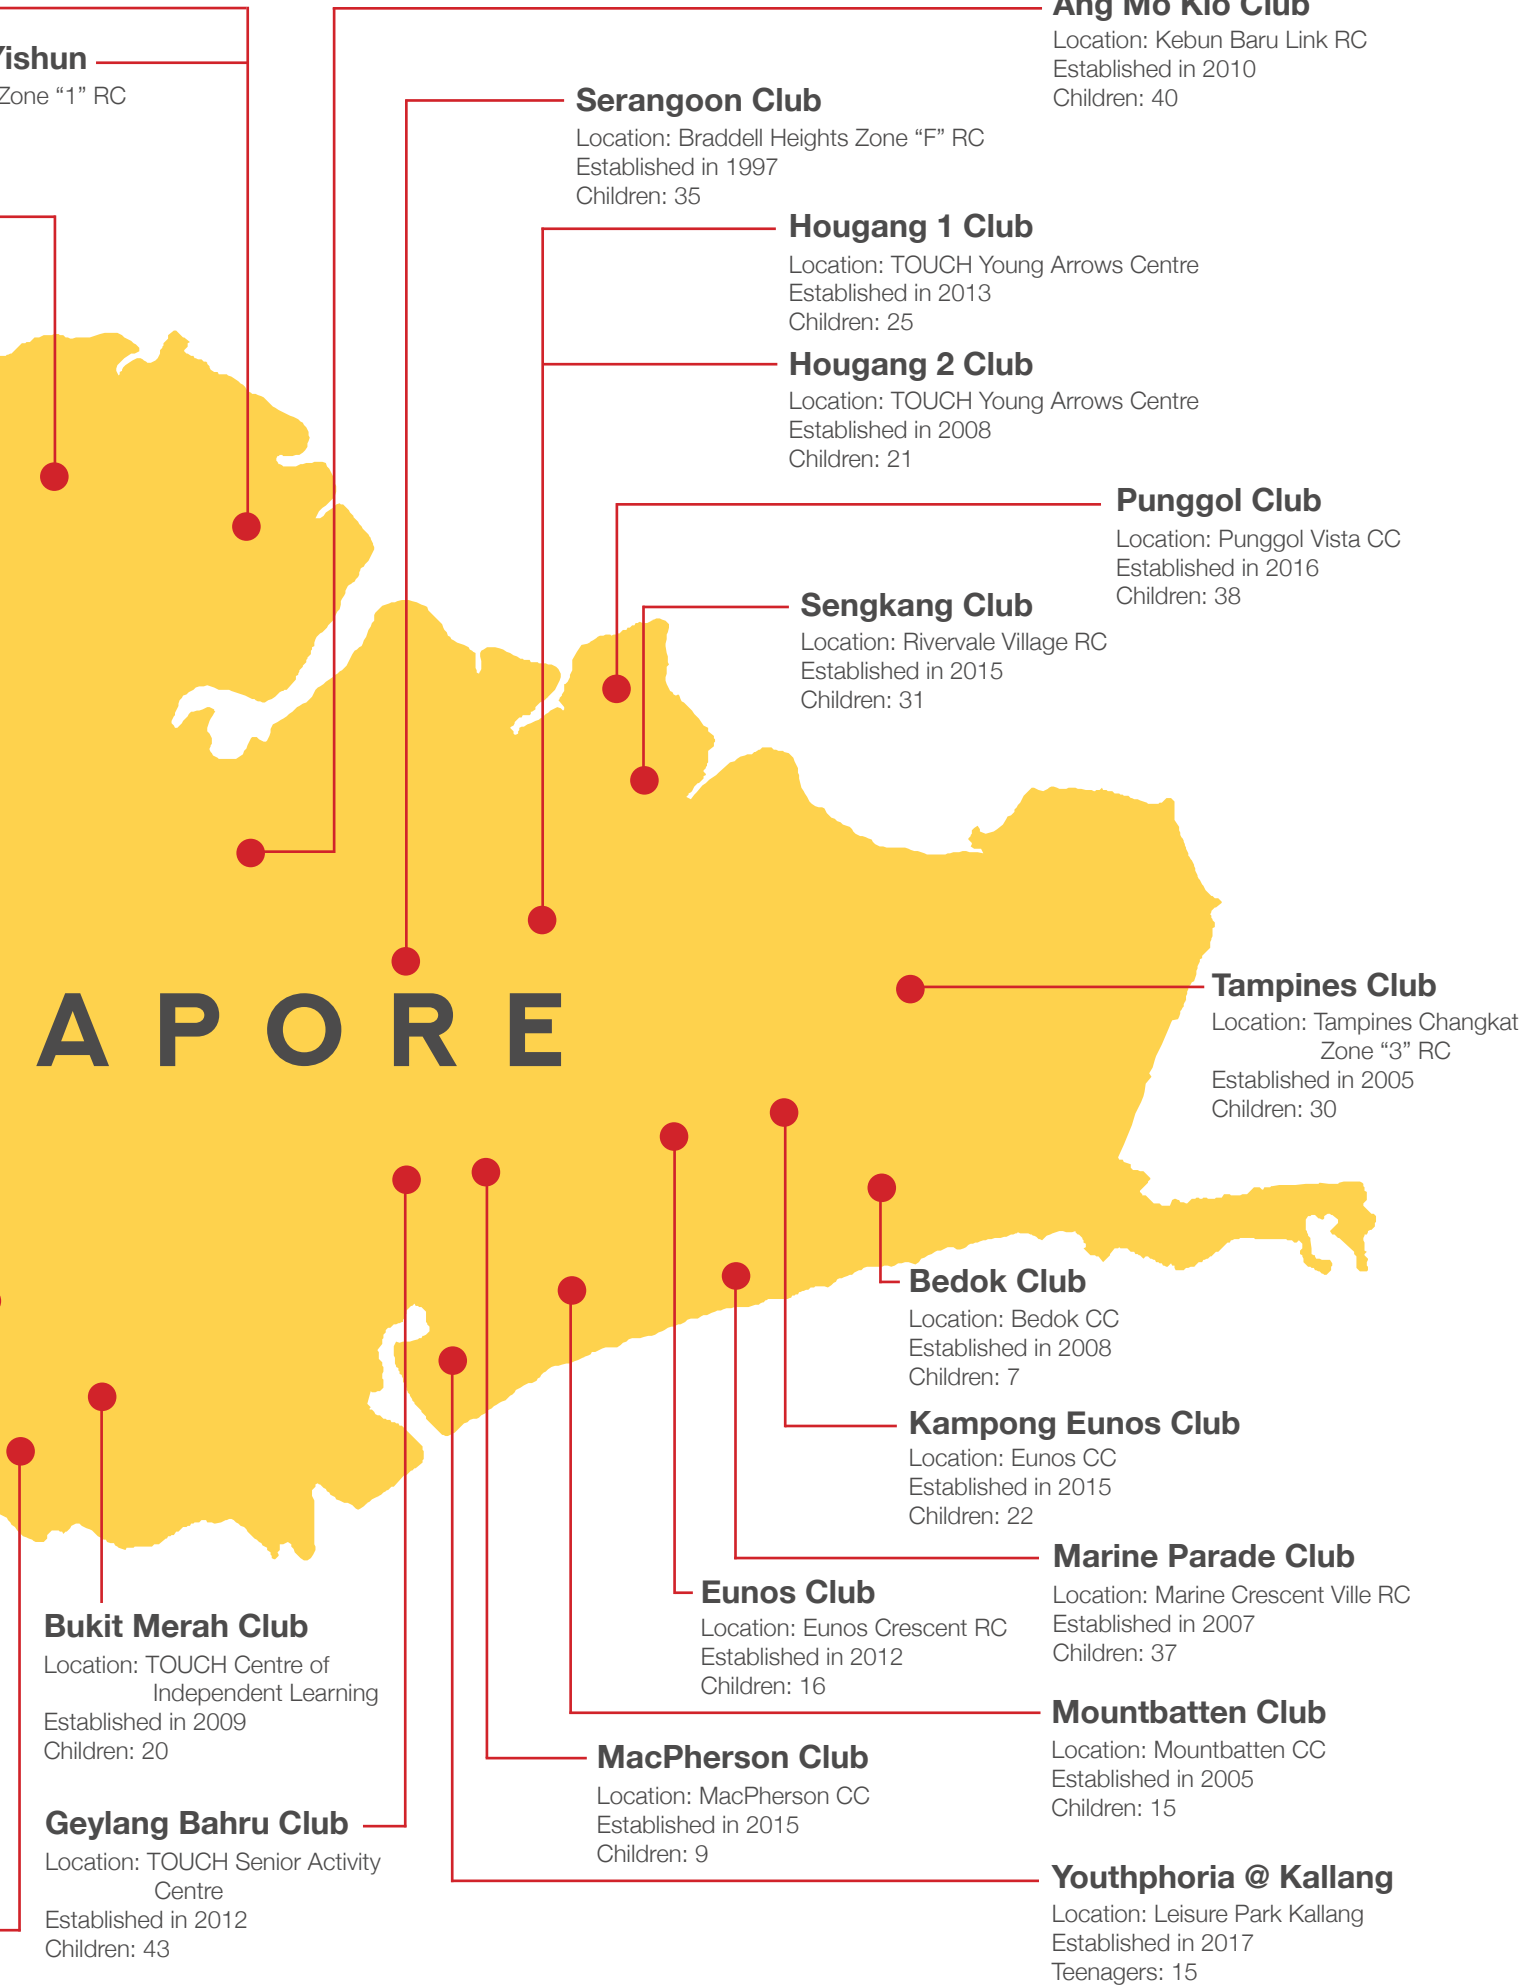 Ang Mo Kio Club
Location: Kebun Baru Link RC
Established in 2010
Children: 40
Yishun
Zone “1” RC
Serangoon Club
Location: Braddell Heights Zone “F” RC
Established in 1997
Children: 35
Hougang 1 Club
Location: TOUCH Young Arrows Centre
Established in 2013
Children: 25
Hougang 2 Club
Location: TOUCH Young Arrows Centre
Established in 2008
Children: 21
Punggol Club
Location: Punggol Vista CC
Established in 2016
Children: 38
Sengkang Club
Location: Rivervale Village RC
Established in 2015
Children: 31
Tampines Club
Location: Tampines Changkat
Zone “3” RC
Established in 2005
Children: 30
APORE
Bedok Club
Location: Bedok CC
Established in 2008
Children: 7
Kampong Eunos Club
Location: Eunos CC
Established in 2015
Children: 22
Marine Parade Club
Location: Marine Crescent Ville RC
Established in 2007
Children: 37
Eunos Club
Location: Eunos Crescent RC
Established in 2012
Children: 16
Bukit Merah Club
Location: TOUCH Centre of
Independent Learning
Established in 2009
Children: 20
Mountbatten Club
Location: Mountbatten CC
Established in 2005
Children: 15
MacPherson Club
Location: MacPherson CC
Established in 2015
Children: 9
Geylang Bahru Club
Location: TOUCH Senior Activity
Centre
Established in 2012
Children: 43
Youthphoria @ Kallang
Location: Leisure Park Kallang
Established in 2017
Teenagers: 15